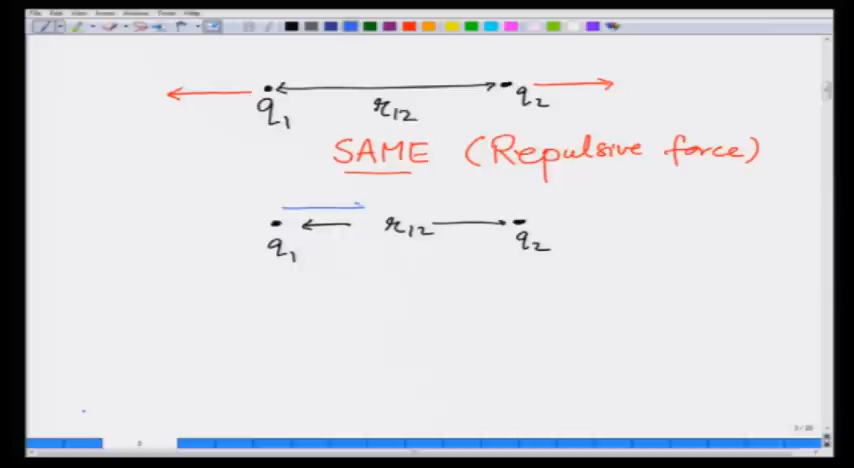 q₁ r₁₂ q₂
SAME (Repulsive force)
q₁ r₁₂ q₂